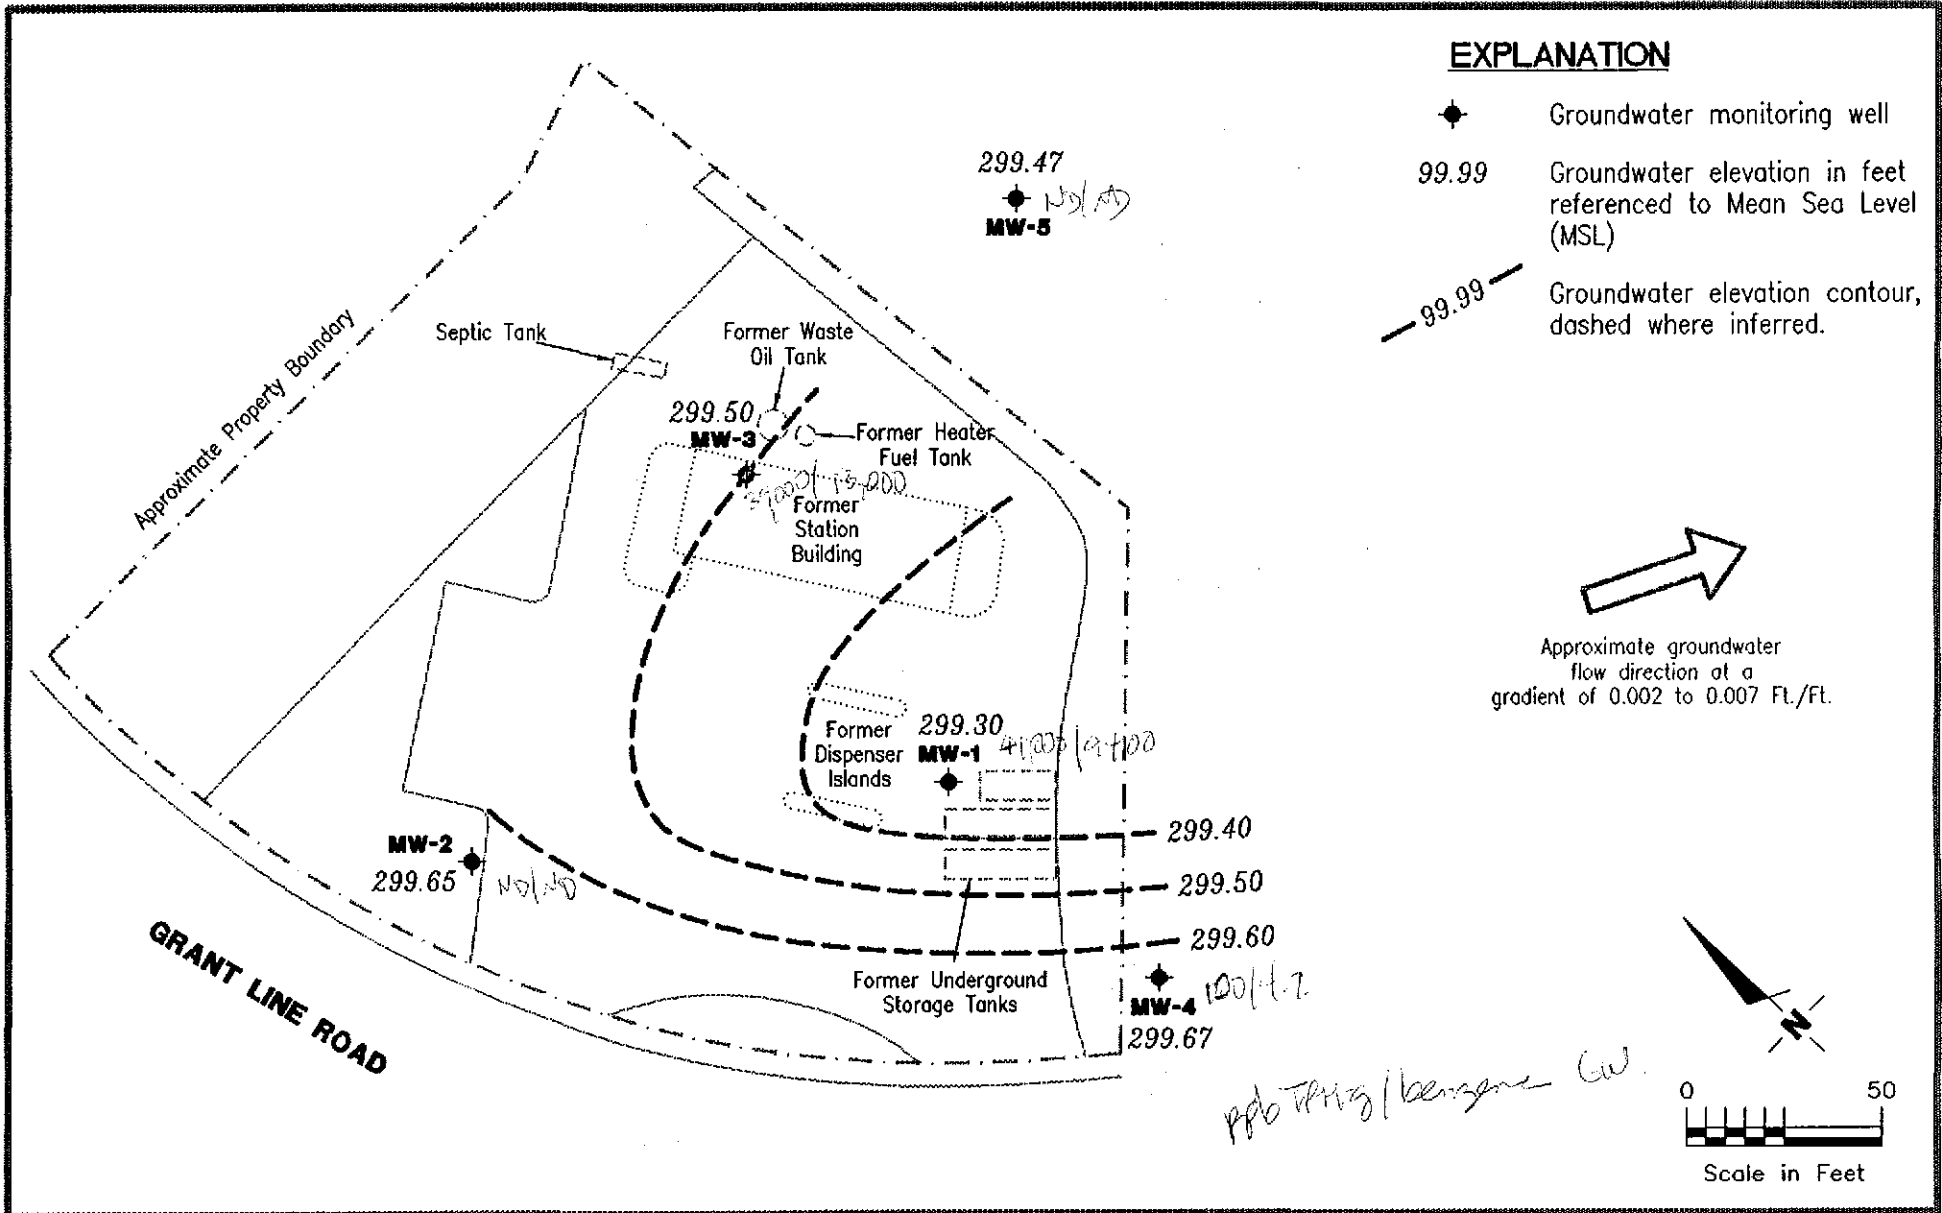 EXPLANATION
Groundwater monitoring well
99.99
Groundwater elevation in feet
referenced to Mean Sea Level
(MSL)
99.99
Groundwater elevation contour,
dashed where inferred.
299.47
ND/ND
MW-5
Approximate Property Boundary
Septic Tank
Former Waste
Oil Tank
299.50
MW-3
Former Heater
Fuel Tank
Former
Station
Building
Approximate groundwater
flow direction at a
gradient of 0.002 to 0.007 Ft./Ft.
Former
Dispenser
Islands
299.30
MW-1
299.40
299.50
299.60
MW-2
299.65
ND/ND
Former Underground
Storage Tanks
MW-4
299.67
GRANT LINE ROAD
ppb TPHg/benzene GW.
N
0 50
Scale in Feet